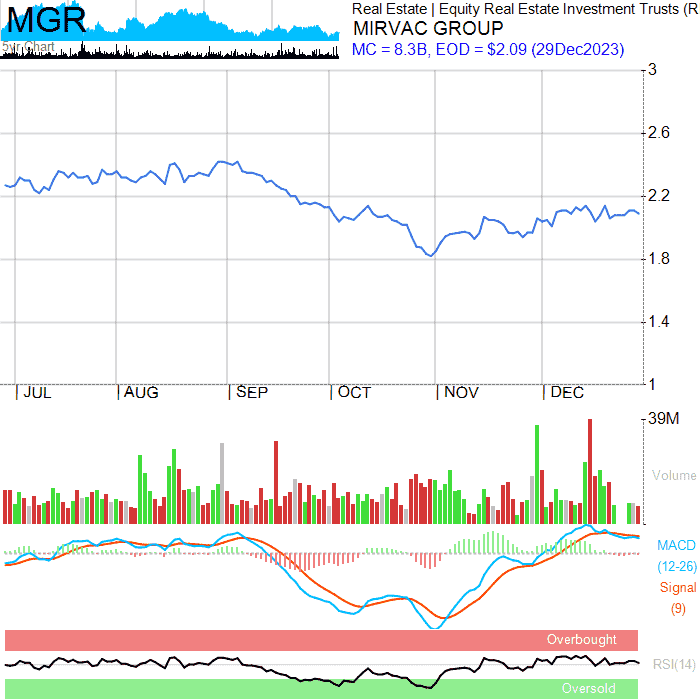 MGR
5yr Chart
Real Estate | Equity Real Estate Investment Trusts (R
MIRVAC GROUP
MC = 8.3B, EOD = $2.09 (29Dec2023)
3
2.6
2.2
1.8
1.4
1
| JUL | AUG | SEP | OCT | NOV | DEC
39M
Volume
MACD
(12-26)
Signal
(9)
Overbought
RSI(14)
Oversold